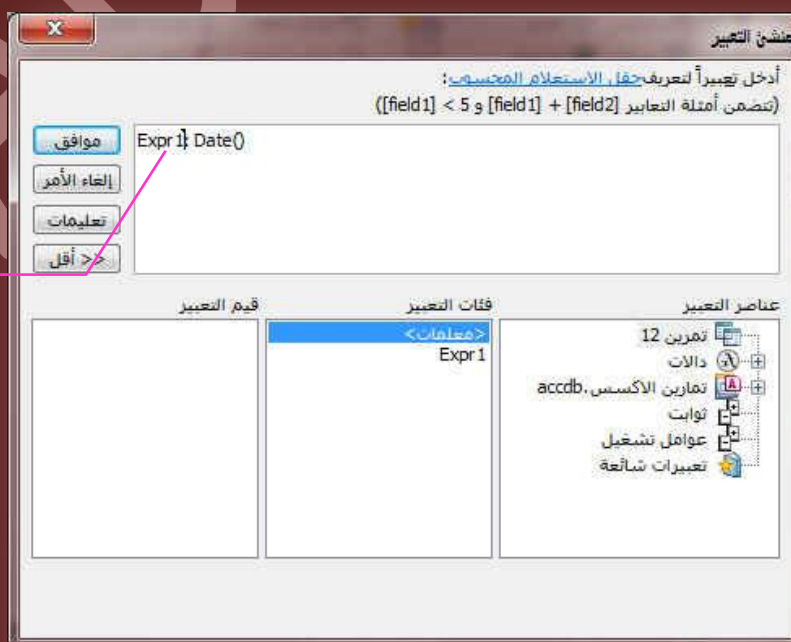 منشئ التعبير
أدخل تعبيراً لتعريف حقل الاستعلام المحسوب:
(تتضمن أمثلة التعابير [field1] + [field2] و [field1] < 5)
Expr1: Date()
موافق
إلغاء الأمر
تعليمات
<< أقل
عناصر التعبير
تمرين 12
دالات
تمارين الاكسس.accdb
ثوابت
عوامل تشغيل
تعبيرات شائعة
فئات التعبير
<معلمات>
Expr1
قيم التعبير